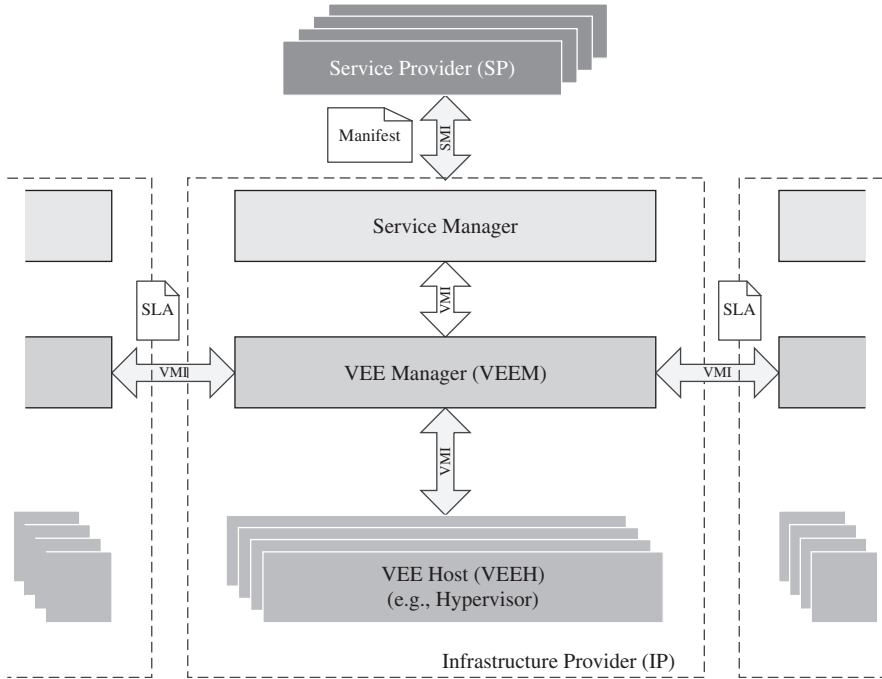 Service Provider (SP)
Manifest
SMI
Service Manager
VMI
SLA
SLA
VMI
VEE Manager (VEEM)
VMI
VMI
VEE Host (VEEH)
(e.g., Hypervisor)
Infrastructure Provider (IP)